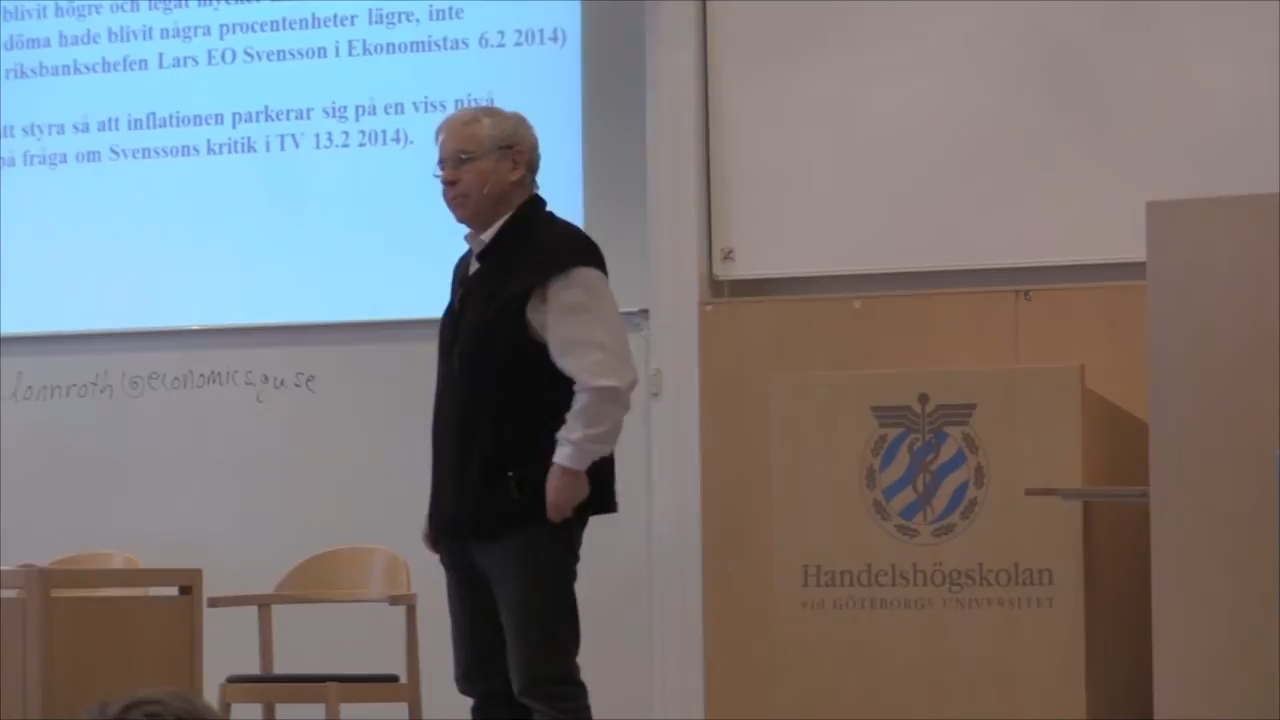 blivit högre och legat mycket
döma hade blivit några procentenheter lägre, inte
riksbankschefen Lars EO Svensson i Ekonomistas 6.2 2014)
att styra så att inflationen parkerar sig på en viss nivå
på fråga om Svenssons kritik i TV 13.2 2014).
lonnroth@economics.gu.se
Handelshögskolan
vid GÖTEBORGS UNIVERSITET